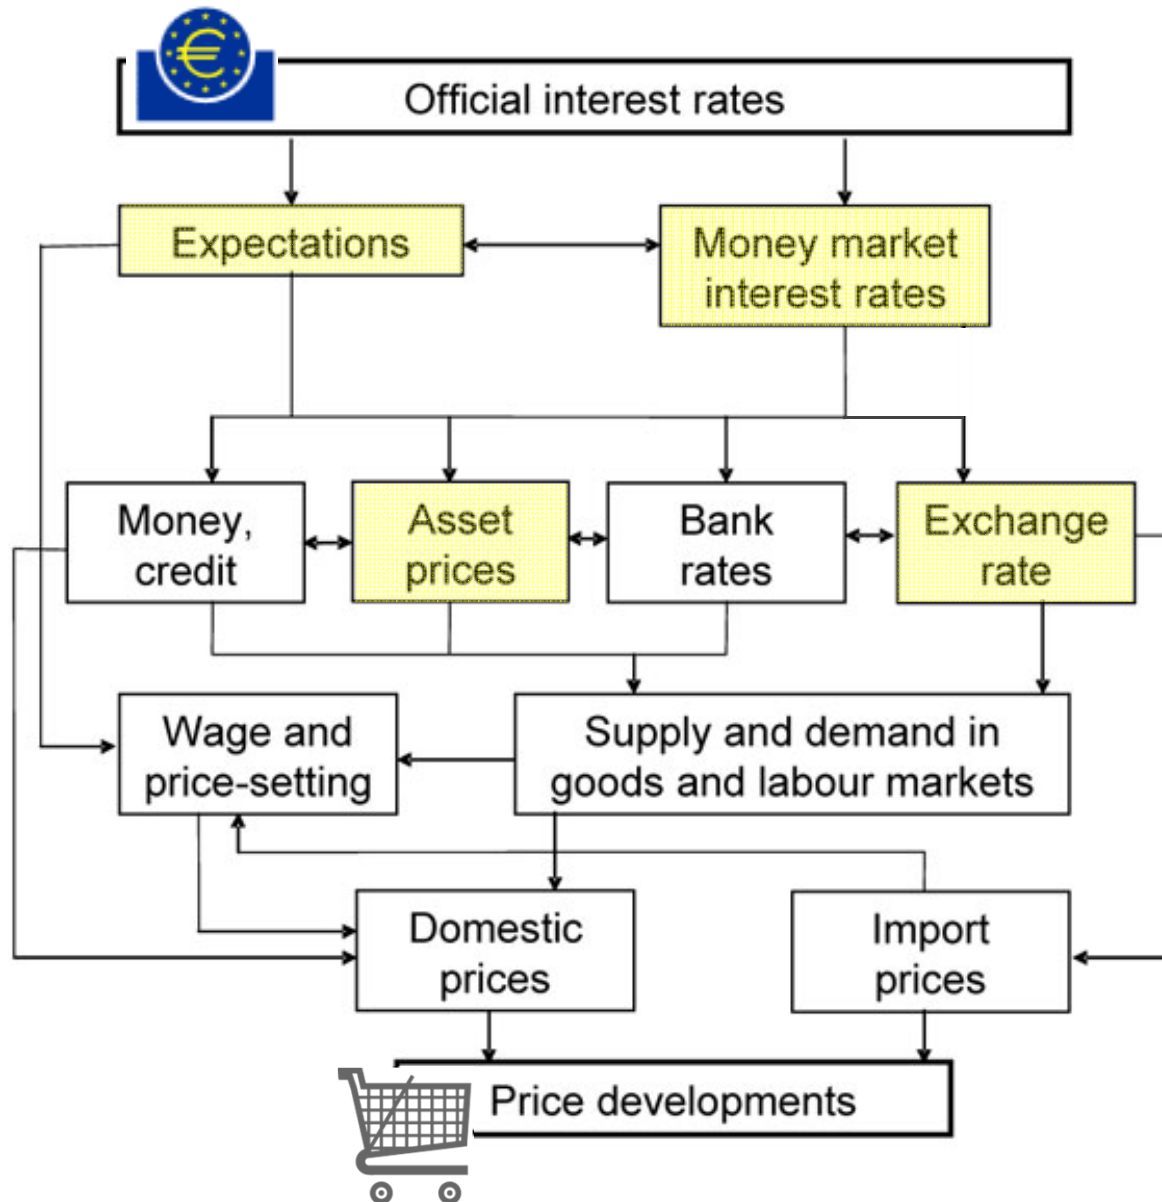 €
Official interest rates
Expectations
Money market
interest rates
Money,
credit
Asset
prices
Bank
rates
Exchange
rate
Wage and
price-setting
Supply and demand in
goods and labour markets
Domestic
prices
Import
prices
Price developments